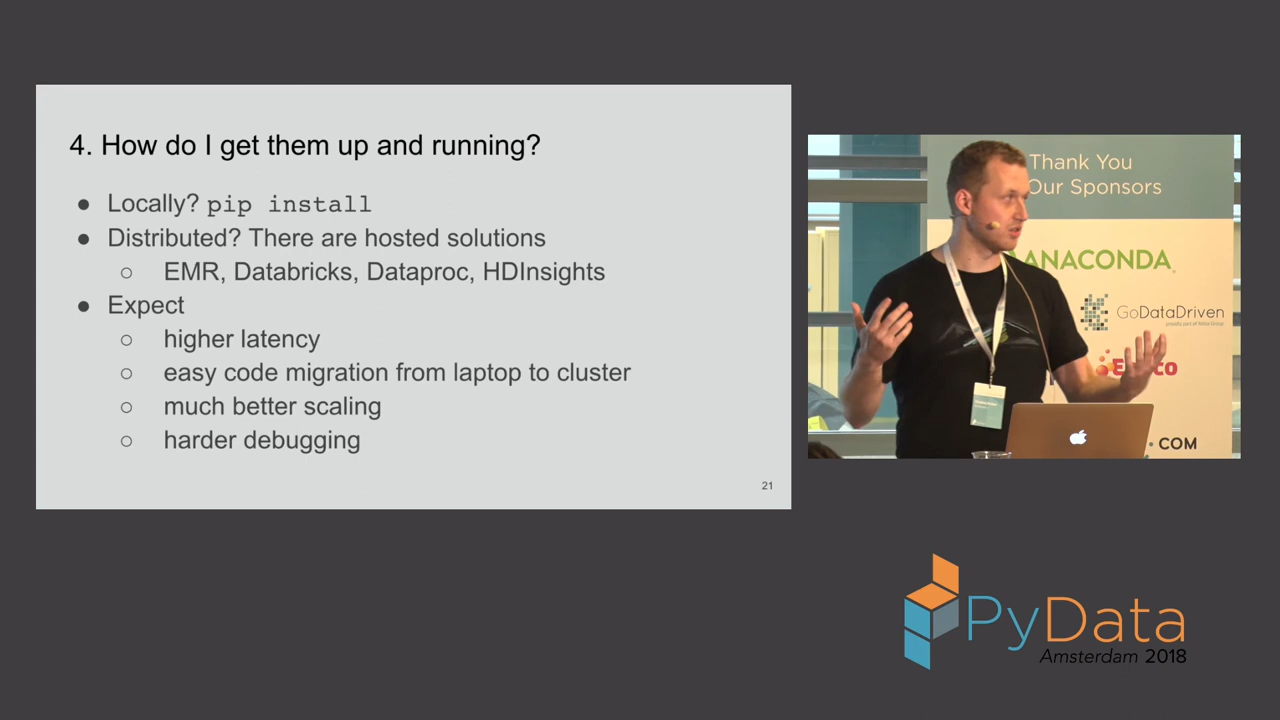 4. How do I get them up and running?
● Locally? pip install
● Distributed? There are hosted solutions
○ EMR, Databricks, Dataproc, HDInsights
● Expect
○ higher latency
○ easy code migration from laptop to cluster
○ much better scaling
○ harder debugging
21
Thank You
Our Sponsors
ANACONDA
GoDataDriven
.COM
PyData
Amsterdam 2018